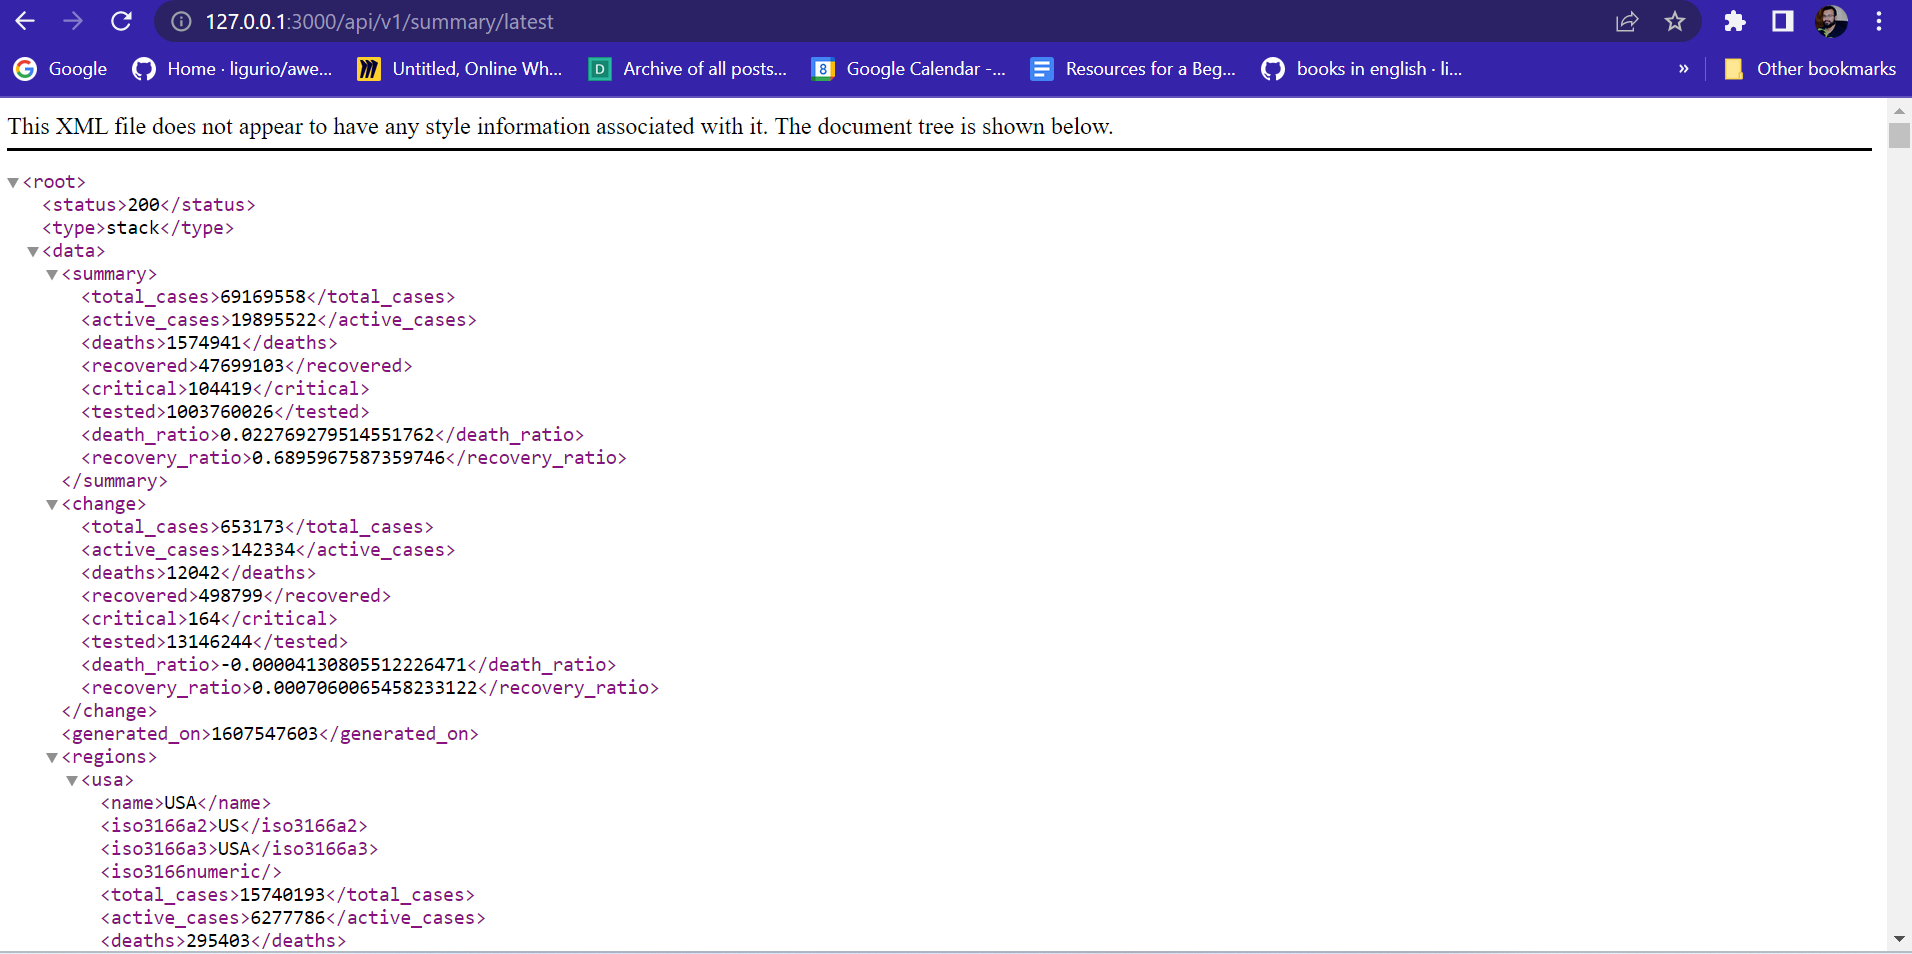 127.0.0.1:3000/api/v1/summary/latest
Google
Home · ligurio/awe...
Untitled, Online Wh...
D
Archive of all posts...
8
Google Calendar -...
Resources for a Beg...
books in english · li...
»
Other bookmarks
This XML file does not appear to have any style information associated with it. The document tree is shown below.
<root>
<status>200</status>
<type>stack</type>
<data>
<summary>
<total_cases>69169558</total_cases>
<active_cases>19895522</active_cases>
<deaths>1574941</deaths>
<recovered>47699103</recovered>
<critical>104419</critical>
<tested>1003760026</tested>
<death_ratio>0.022769279514551762</death_ratio>
<recovery_ratio>0.6895967587359746</recovery_ratio>
</summary>
<change>
<total_cases>653173</total_cases>
<active_cases>142334</active_cases>
<deaths>12042</deaths>
<recovered>498799</recovered>
<critical>164</critical>
<tested>13146244</tested>
<death_ratio>-0.00004130805512226471</death_ratio>
<recovery_ratio>0.0007060065458233122</recovery_ratio>
</change>
<generated_on>1607547603</generated_on>
<regions>
<usa>
<name>USA</name>
<iso3166a2>US</iso3166a2>
<iso3166a3>USA</iso3166a3>
<iso3166numeric/>
<total_cases>15740193</total_cases>
<active_cases>6277786</active_cases>
<deaths>295403</deaths>